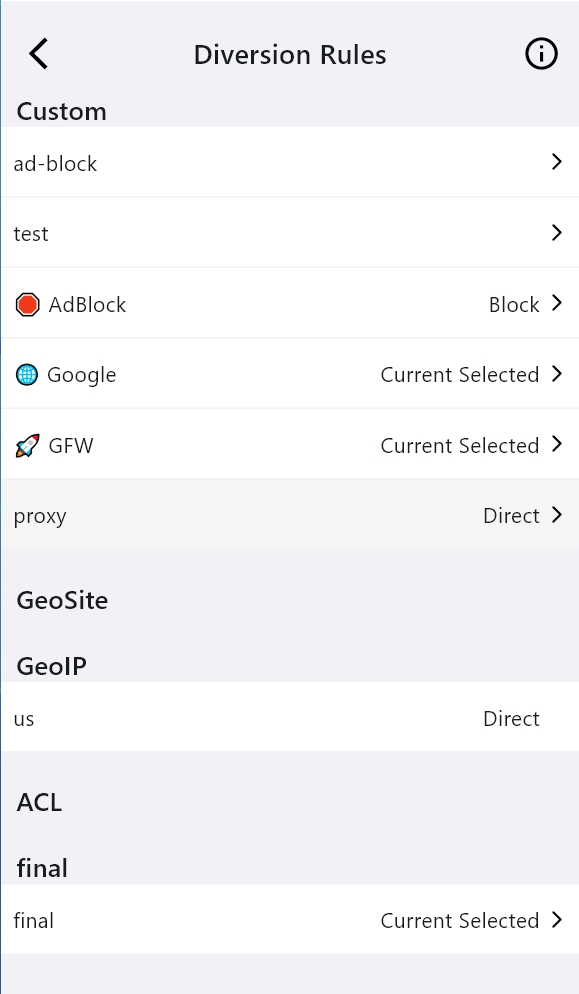 Diversion Rules
Custom
ad-block
test
AdBlock Block
Google Current Selected
GFW Current Selected
proxy Direct
GeoSite
GeoIP
us Direct
ACL
final
final Current Selected